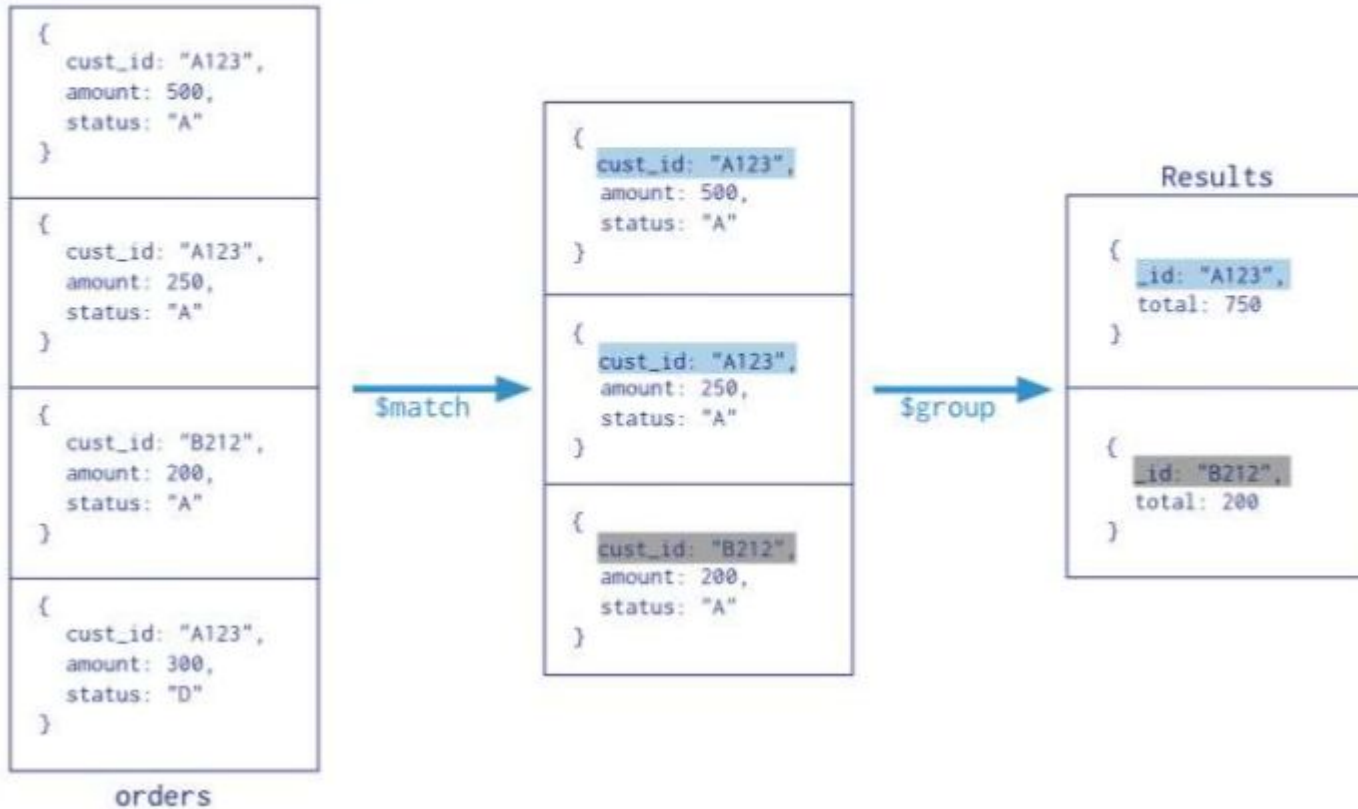 {
cust_id: "A123",
amount: 500,
status: "A"
}
{
cust_id: "A123",
amount: 250,
status: "A"
}
{
cust_id: "B212",
amount: 200,
status: "A"
}
{
cust_id: "A123",
amount: 300,
status: "D"
}
orders
$match
{
cust_id: "A123",
amount: 500,
status: "A"
}
{
cust_id: "A123",
amount: 250,
status: "A"
}
{
cust_id: "B212",
amount: 200,
status: "A"
}
$group
Results
{
_id: "A123",
total: 750
}
{
_id: "B212",
total: 200
}